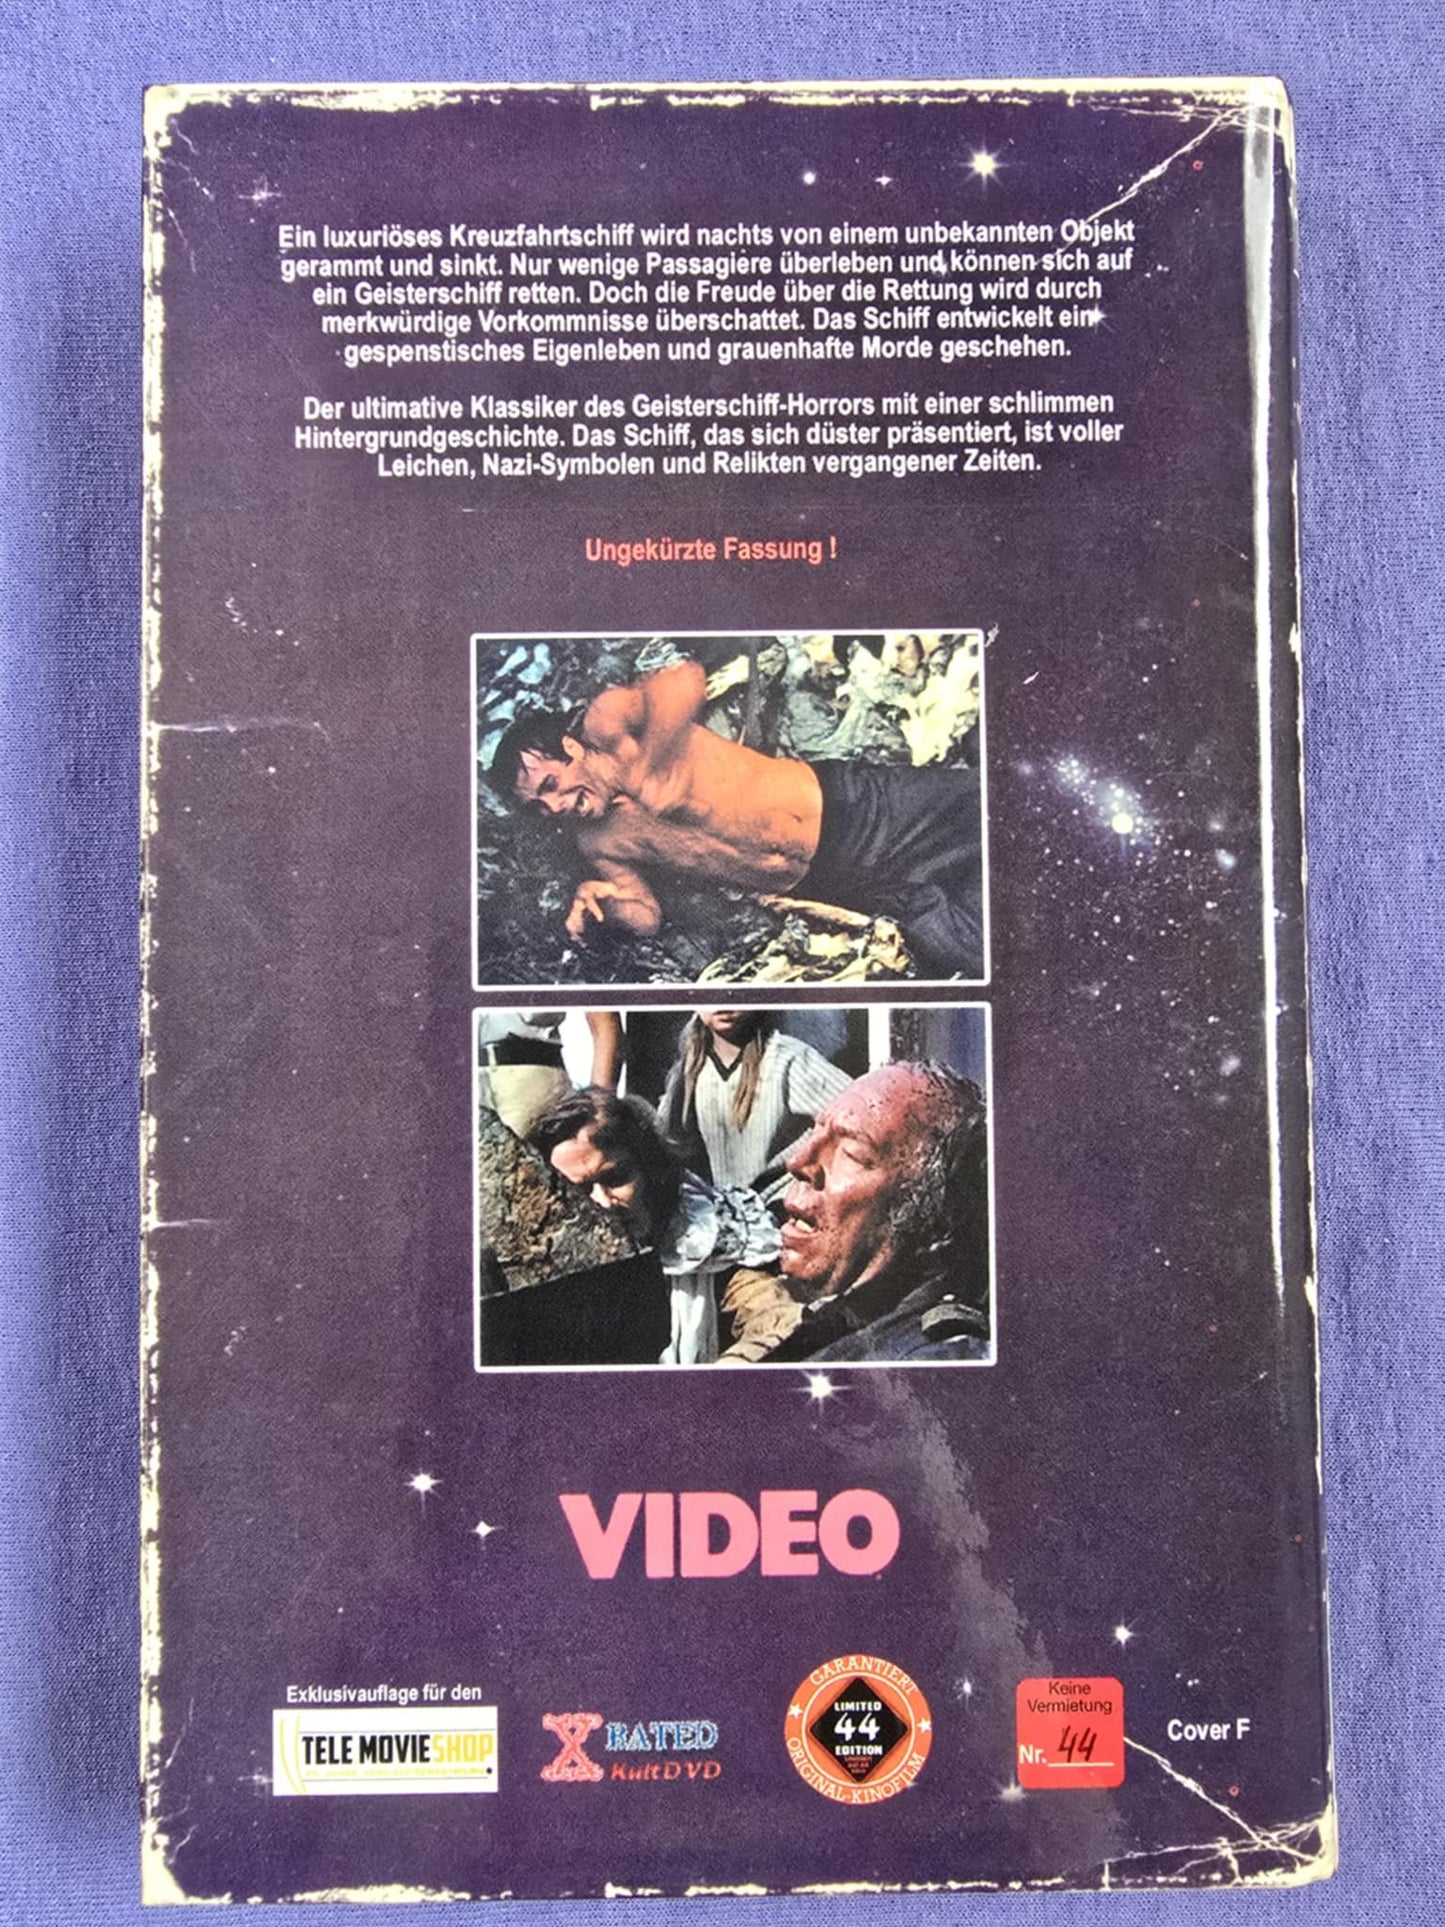 Ein luxuriöses Kreuzfahrtschiff wird nachts von einem unbekannten Objekt
gerammt und sinkt. Nur wenige Passagiere überleben und können sich auf
ein Geisterschiff retten. Doch die Freude über die Rettung wird durch
merkwürdige Vorkommnisse überschattet. Das Schiff entwickelt ein
gespenstisches Eigenleben und grauenhafte Morde geschehen.
Der ultimative Klassiker des Geisterschiff-Horrors mit einer schlimmen
Hintergrundgeschichte. Das Schiff, das sich düster präsentiert, ist voller
Leichen, Nazi-Symbolen und Relikten vergangener Zeiten.
Ungekürzte Fassung !
VIDEO
Exklusivauflage für den
TELE MOVIE SHOP
X RATED
Kult DVD
GARANTIERT
LIMITED
44
EDITION
ORIGINAL-KINOFILM
Keine
Vermietung
Nr. 44
Cover F